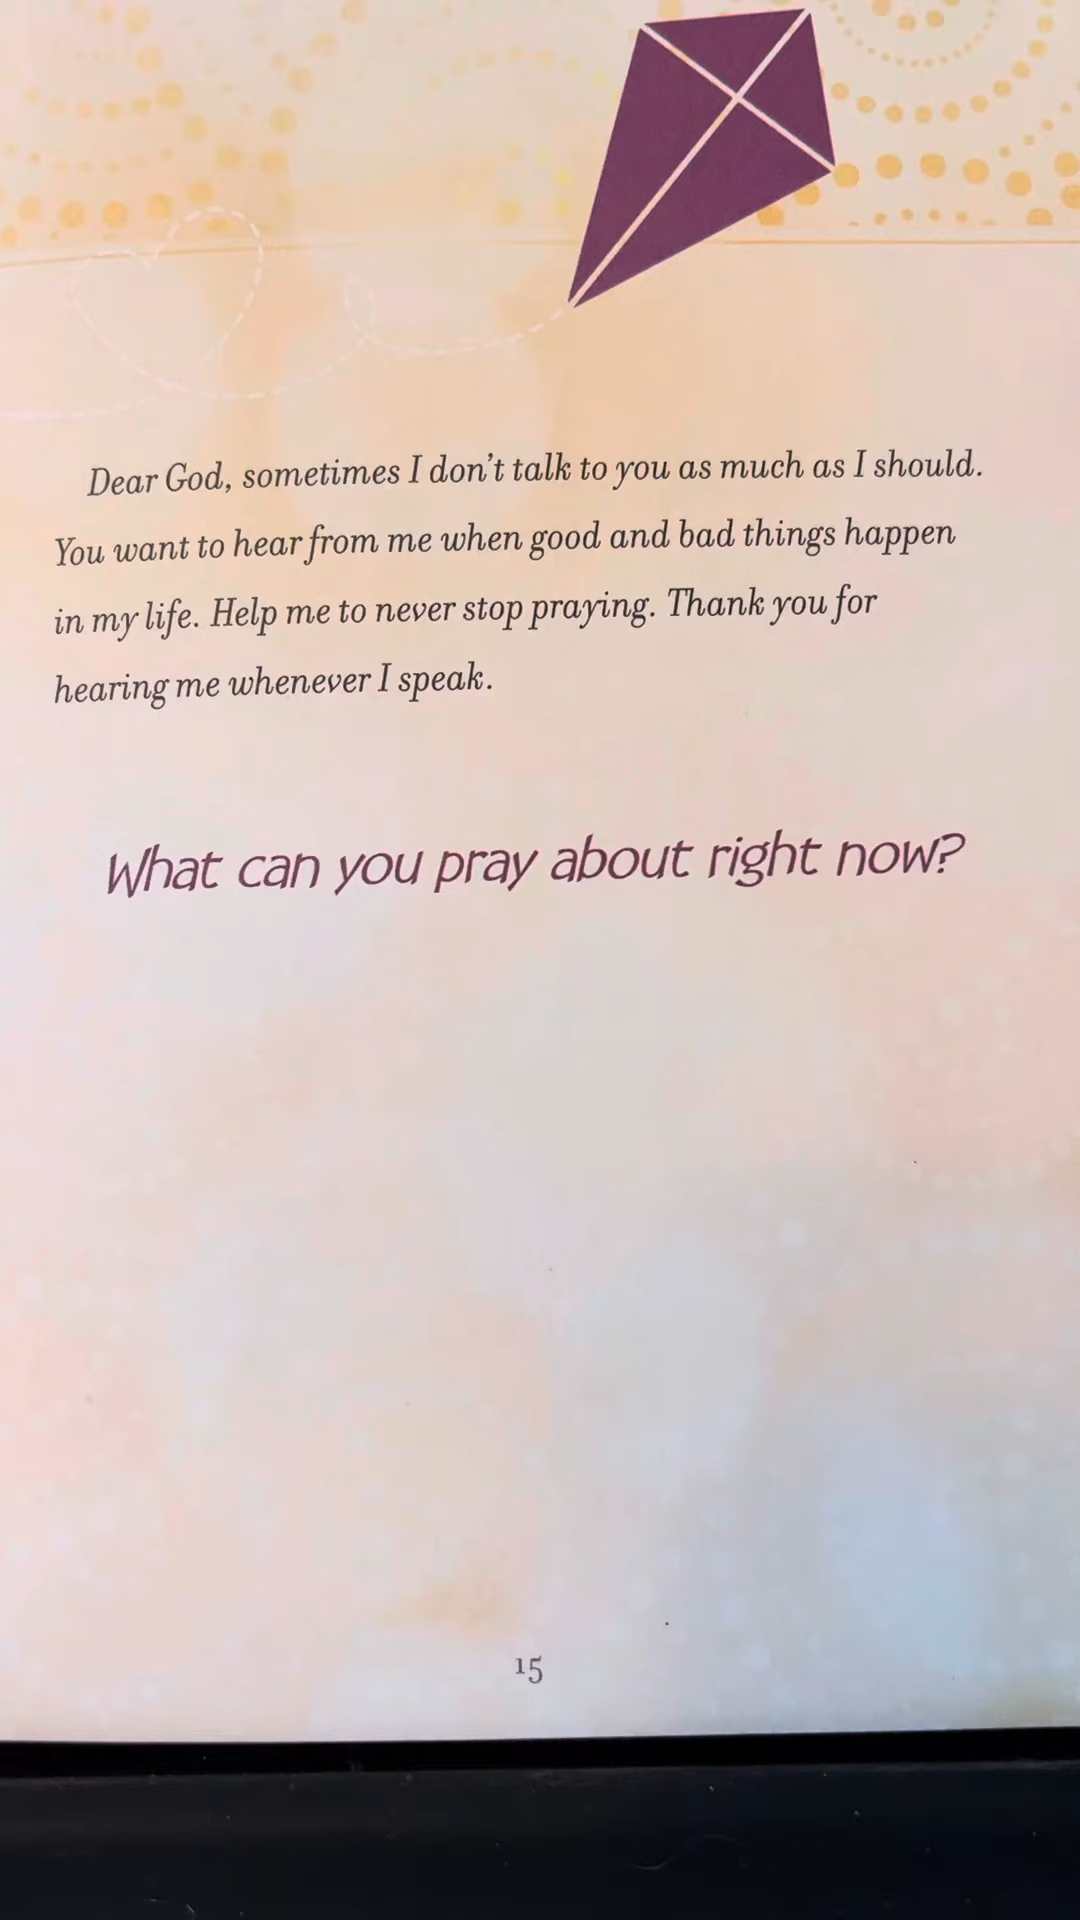 Dear God, sometimes I don't talk to you as much as I should.
You want to hear from me when good and bad things happen
in my life. Help me to never stop praying. Thank you for
hearing me whenever I speak.
What can you pray about right now?
15